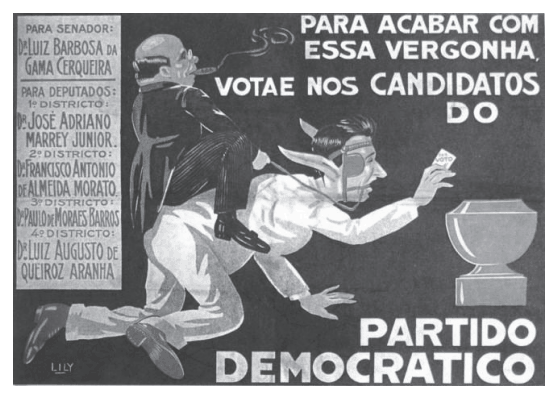 PARA SENADOR:
Dr. LUIZ BARBOSA DA
GAMA CERQUEIRA
PARA DEPUTADOS:
1º DISTRICTO:
Dr. JOSÉ ADRIANO
MARREY JUNIOR.
2º DISTRICTO:
Dr. FRANCISCO ANTONIO
DE ALMEIDA MORATO.
3º DISTRICTO:
Dr. PAULO DE MORAES BARROS
4º DISTRICTO:
Dr. LUIZ AUGUSTO DE
QUEIROZ ARANHA
PARA ACABAR COM
ESSA VERGONHA,
VOTAE NOS CANDIDATOS
DO
VOTO
PARTIDO
DEMOCRATICO
LILY